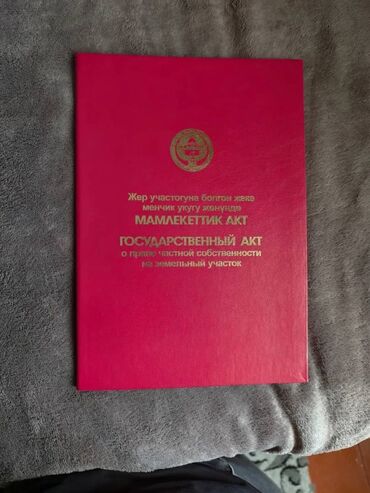 Жер участогуна болгон жеке
менчик укугу жөнүндө
МАМЛЕКЕТТИК АКТ
ГОСУДАРСТВЕННЫЙ АКТ
о праве частной собственности
на земельный участок